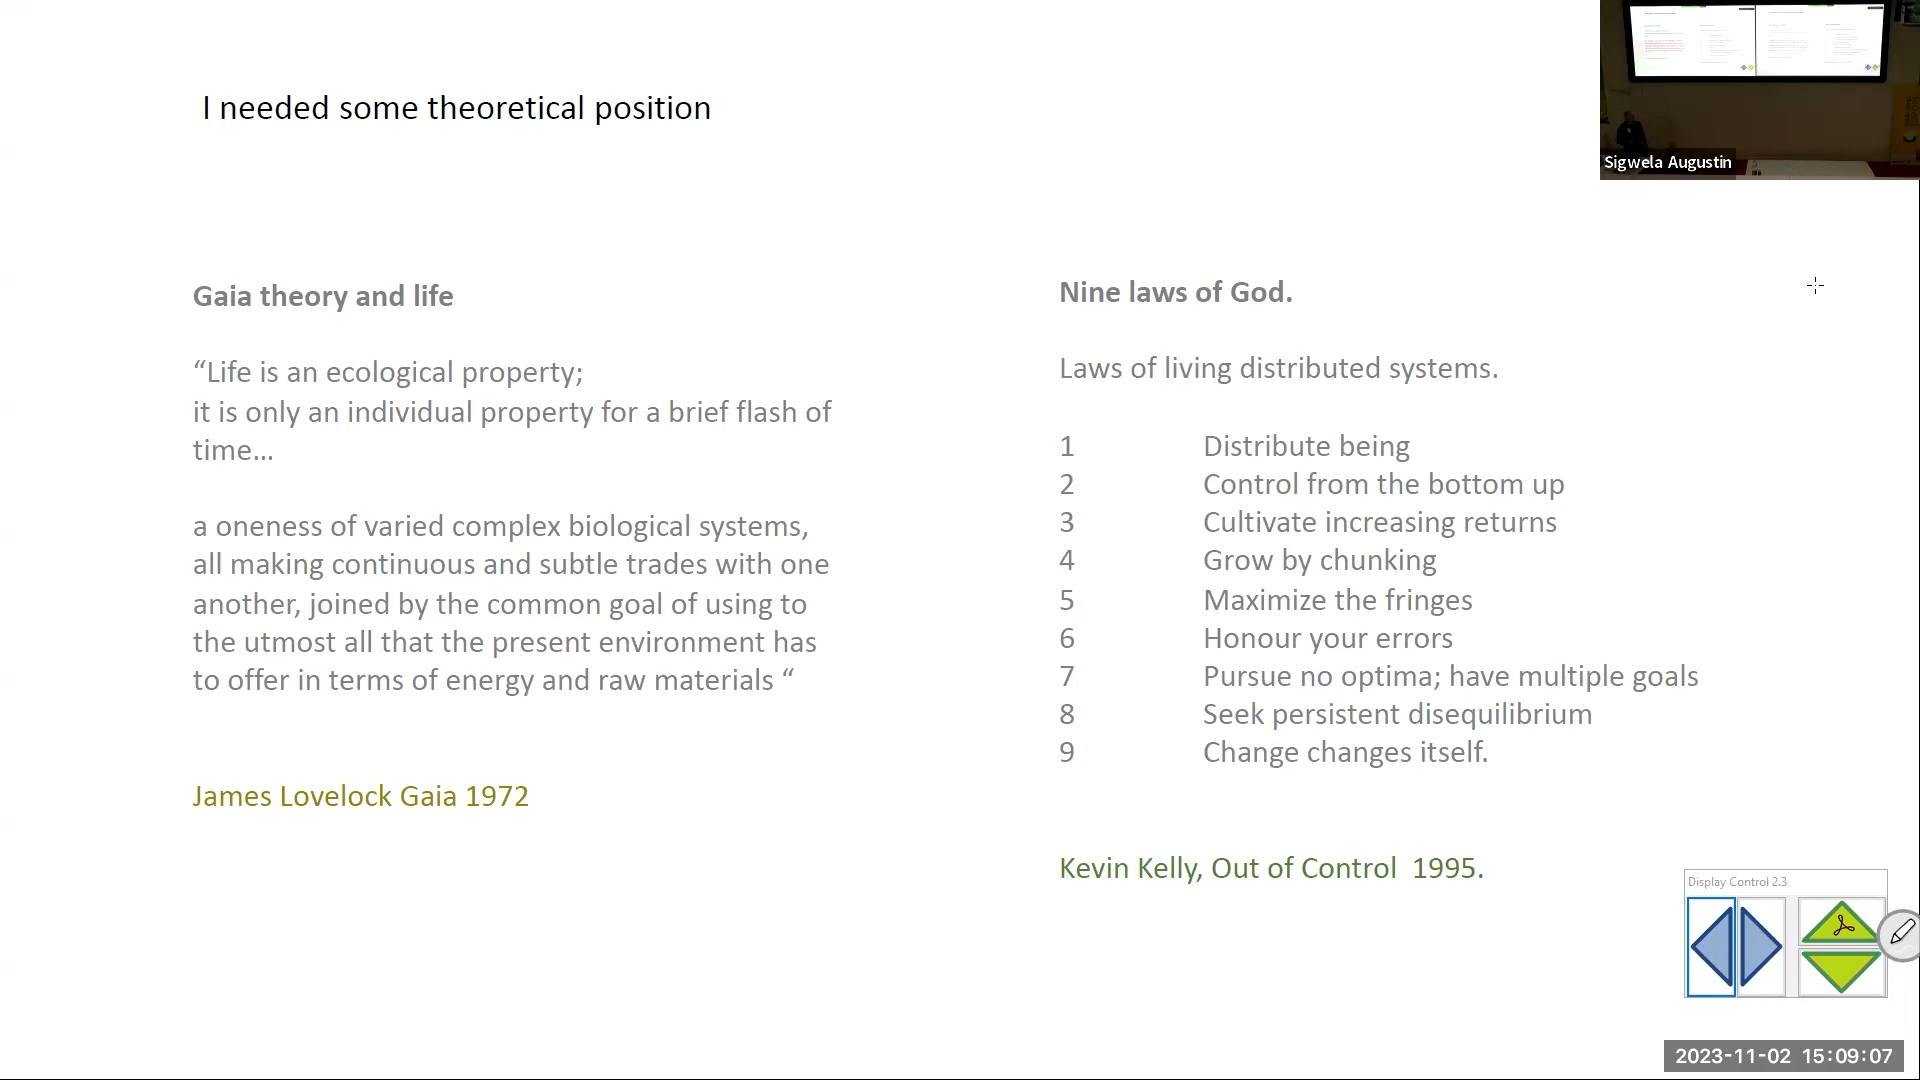 I needed some theoretical position
Sigwela Augustin
Gaia theory and life
“Life is an ecological property;
it is only an individual property for a brief flash of
time...
a oneness of varied complex biological systems,
all making continuous and subtle trades with one
another, joined by the common goal of using to
the utmost all that the present environment has
to offer in terms of energy and raw materials “
James Lovelock Gaia 1972
Nine laws of God.
Laws of living distributed systems.
1 Distribute being
2 Control from the bottom up
3 Cultivate increasing returns
4 Grow by chunking
5 Maximize the fringes
6 Honour your errors
7 Pursue no optima; have multiple goals
8 Seek persistent disequilibrium
9 Change changes itself.
Kevin Kelly, Out of Control 1995.
Display Control 2.3
2023-11-02 15:09:07